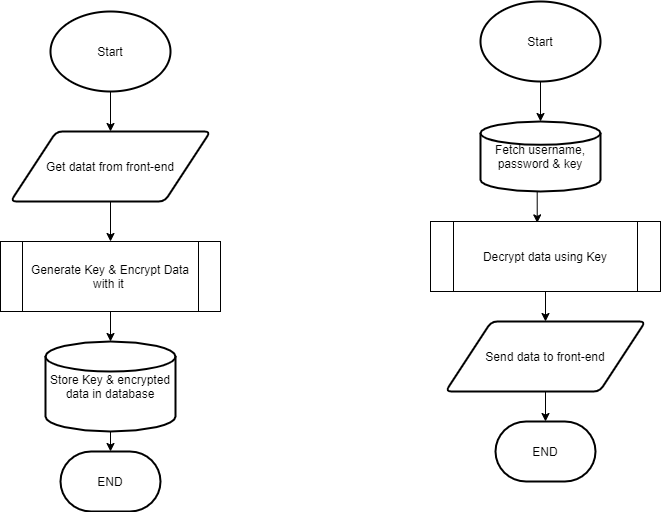 Start
Get datat from front-end
Generate Key & Encrypt Data
with it
Store Key & encrypted
data in database
END
Start
Fetch username,
password & key
Decrypt data using Key
Send data to front-end
END